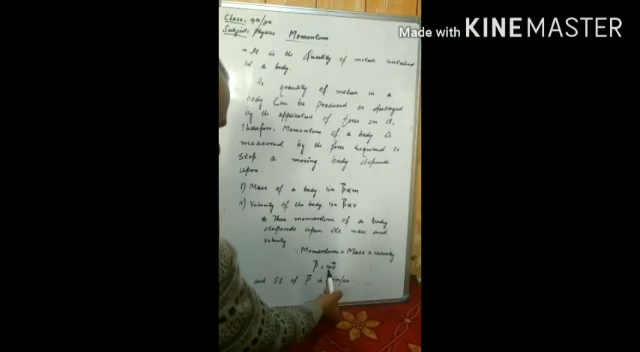 Class: 9th/
Subject: Physics Momentum
It is the Quantity of motion contained
in a body.
As quantity of motion in a
body Can be produced or destroyed
by the application of force on it,
Therefore, Momentum of a body is
measured by the force required to
stop a moving body depends
upon.
I) Mass of a body i.e P⃗ α m
II) Velocity of the body i.e P⃗ α v
Thus momentum of a body
depends upon its mass and
velocity
∴ Momentum = Mass x velocity
P⃗ = mv⃗
and of P⃗ is
Made with KINEMASTER